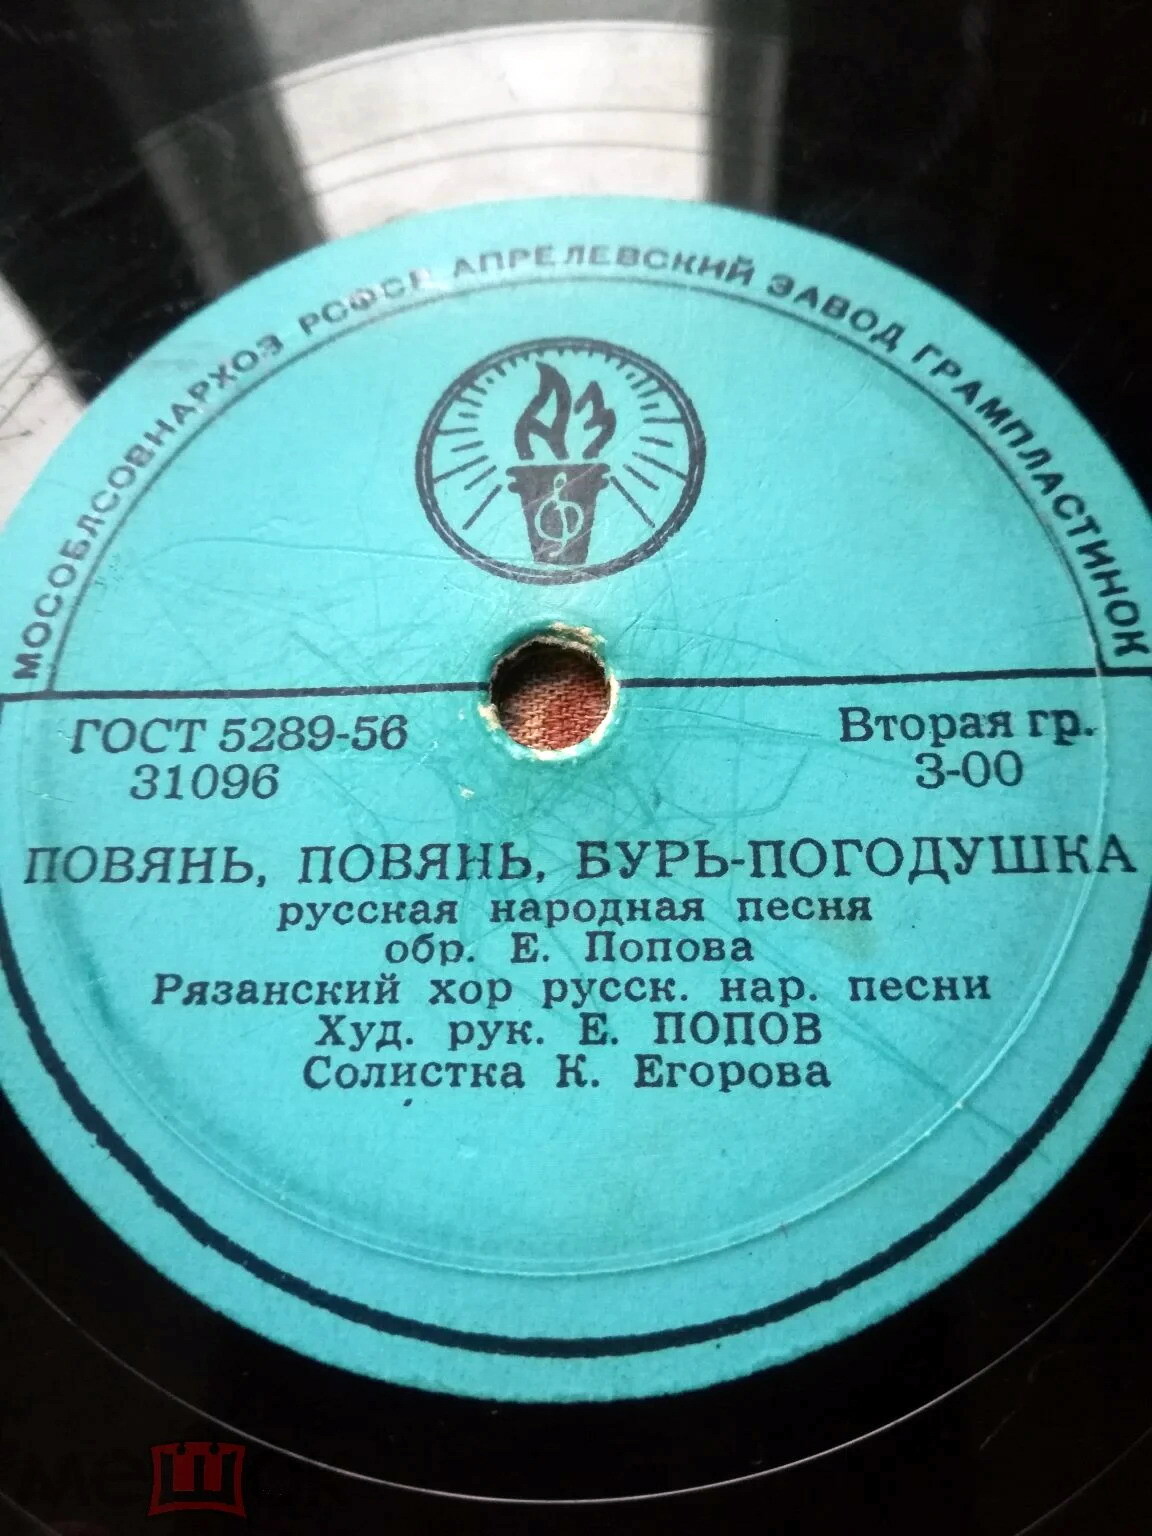 МОСОБЛСОВНАРХОЗ РСФСР АПРЕЛЕВСКИЙ ЗАВОД ГРАМПЛАСТИНОК
АЗ
ГОСТ 5289-56
31096
Вторая гр.
3-00
ПОВЯНЬ, ПОВЯНЬ, БУРЬ-ПОГОДУШКА
русская народная песня
обр. Е. Попова
Рязанский хор русск. нар. песни
Худ. рук. Е. ПОПОВ
Солистка К. Егорова
мешок